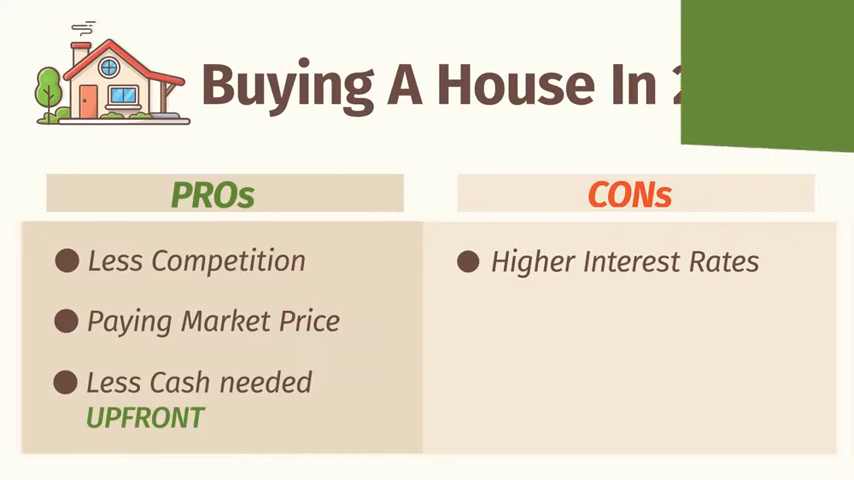 Buying A House In
PROs
CONs
Less Competition
Paying Market Price
Less Cash needed
UPFRONT
Higher Interest Rates